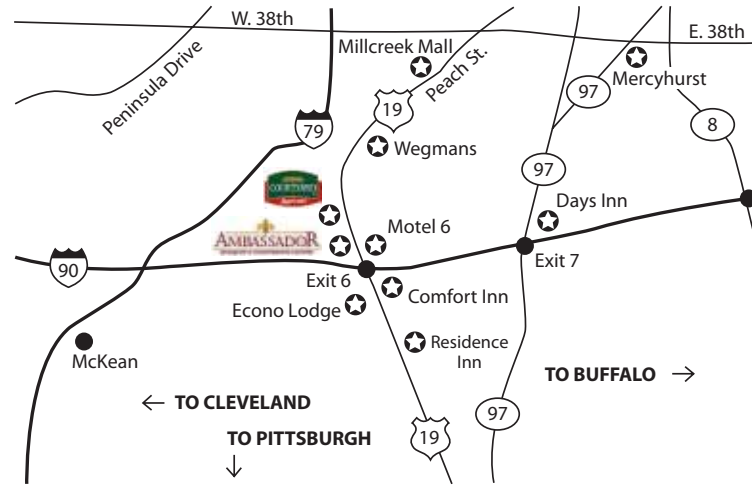 W. 38th
E. 38th
Millcreek Mall
Peach St.
Mercyhurst
Peninsula Drive
97
19
8
79
Wegmans
97
COURTYARD
Days Inn
Motel 6
AMBASSADOR
90
Exit 6
Exit 7
Comfort Inn
Econo Lodge
Residence
Inn
McKean
TO BUFFALO →
← TO CLEVELAND
97
TO PITTSBURGH
↓
19